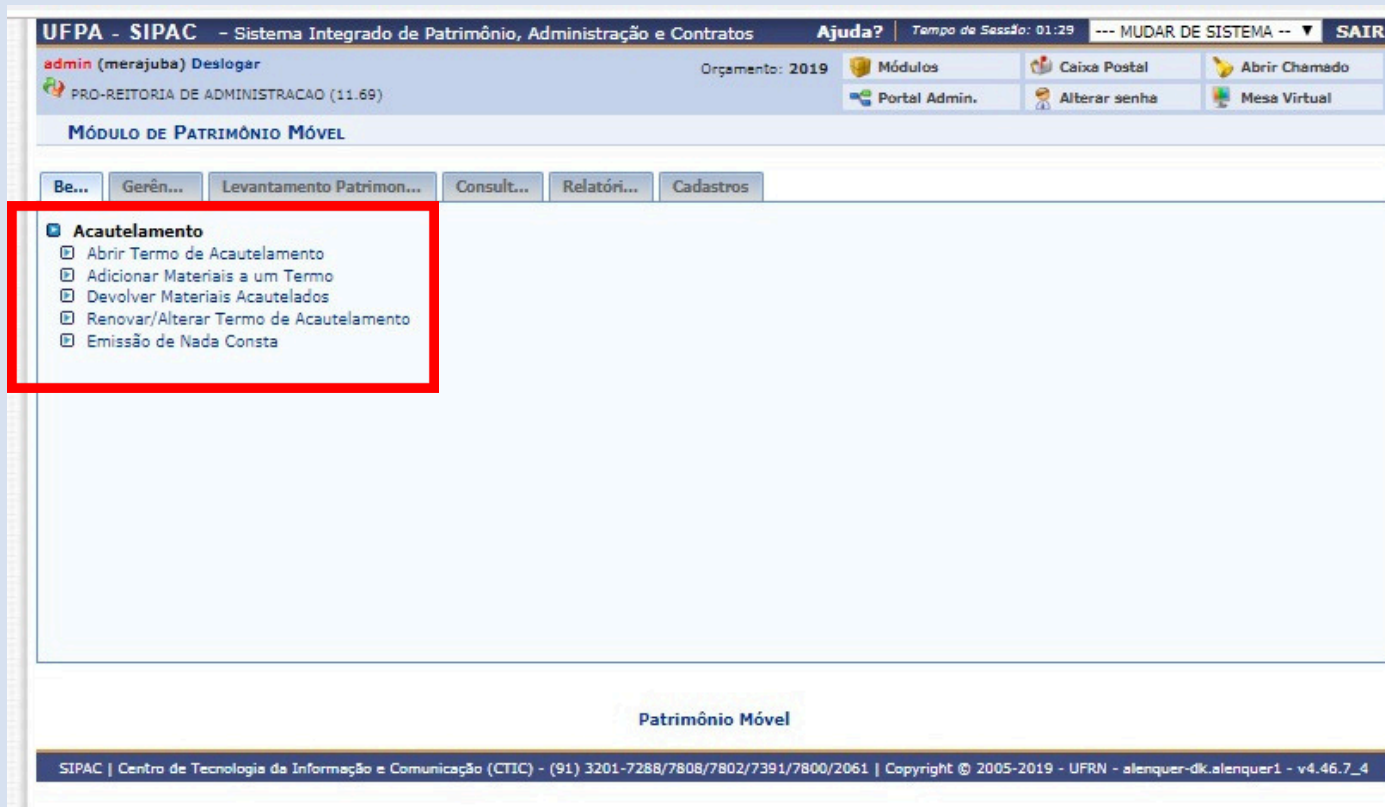 UFPA - SIPAC - Sistema Integrado de Patrimônio, Administração e Contratos Ajuda? Tempo de Sessão: 01:29 --- MUDAR DE SISTEMA -- ▼ SAIR
admin (merajuba) Deslogar Orçamento: 2019 Módulos Caixa Postal Abrir Chamado
PRO-REITORIA DE ADMINISTRACAO (11.69) Portal Admin. Alterar senha Mesa Virtual
MÓDULO DE PATRIMÔNIO MÓVEL
Be... Gerên... Levantamento Patrimon... Consult... Relatóri... Cadastros
Acautelamento
Abrir Termo de Acautelamento
Adicionar Materiais a um Termo
Devolver Materiais Acautelados
Renovar/Alterar Termo de Acautelamento
Emissão de Nada Consta
Patrimônio Móvel
SIPAC | Centro de Tecnologia da Informação e Comunicação (CTIC) - (91) 3201-7288/7808/7802/7391/7800/2061 | Copyright © 2005-2019 - UFRN - alenquer-dk.alenquer1 - v4.46.7_4